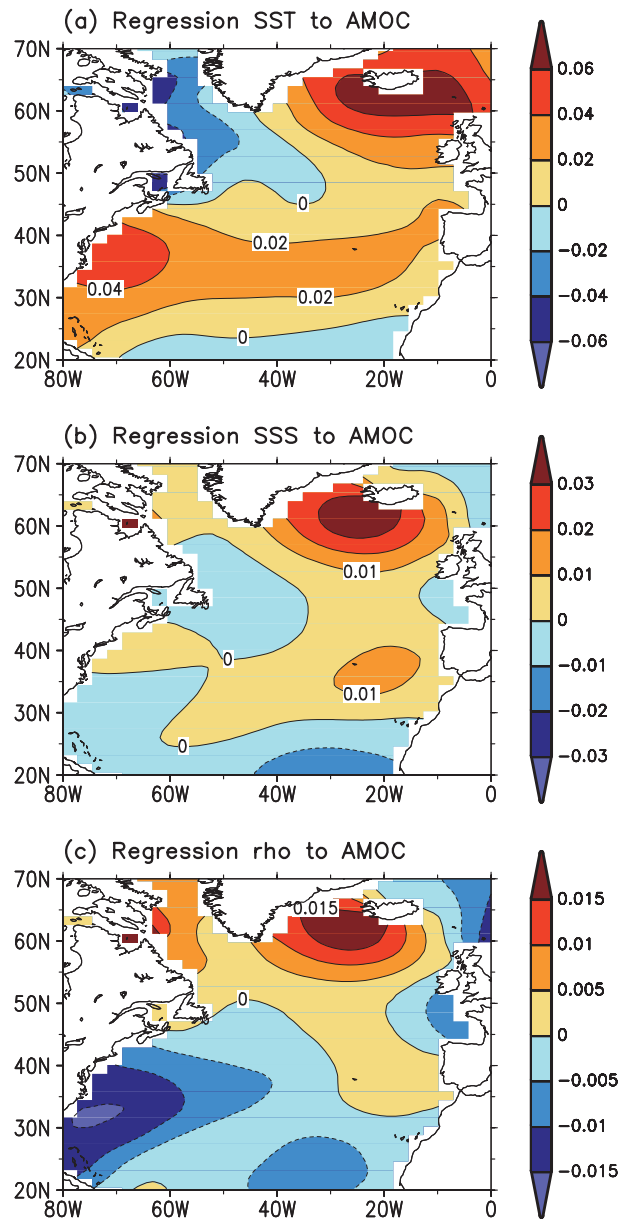 (a) Regression SST to AMOC
70N
60N
50N
40N
30N
20N
0
0.02
0.04
0.02
0
80W 60W 40W 20W 0
0.06
0.04
0.02
0
−0.02
−0.04
−0.06
(b) Regression SSS to AMOC
70N
60N
50N
40N
30N
20N
0.01
0
0.01
0
80W 60W 40W 20W 0
0.03
0.02
0.01
0
−0.01
−0.02
−0.03
(c) Regression rho to AMOC
70N
60N
50N
40N
30N
20N
0.015
0
80W 60W 40W 20W 0
0.015
0.01
0.005
0
−0.005
−0.01
−0.015